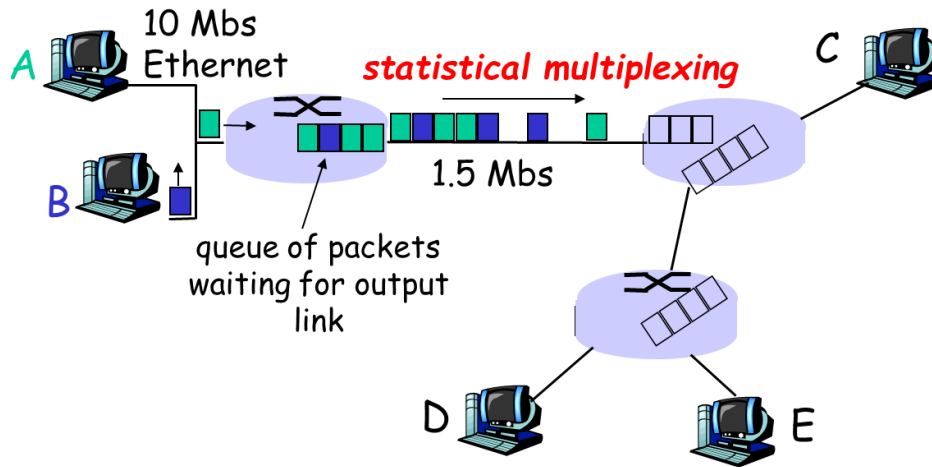 A
10 Mbs
Ethernet
statistical multiplexing
C
1.5 Mbs
B
queue of packets
waiting for output
link
D
E